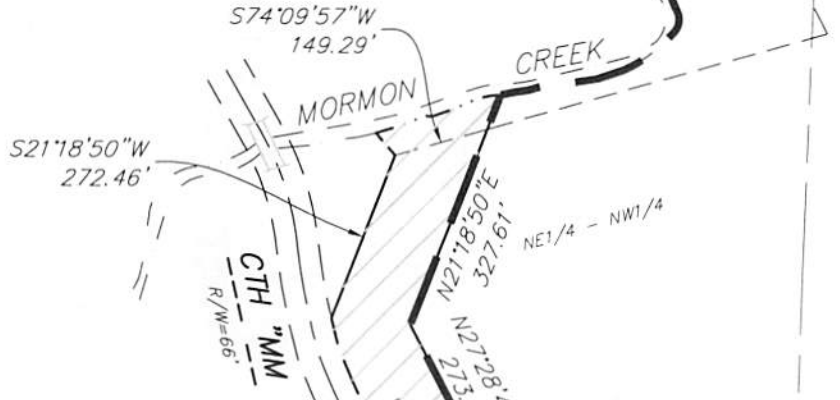 S74°09'57"W
149.29'
CREEK
MORMON
S21°18'50"W
272.46'
N21°18'50"E
327.61'
NE1/4 - NW1/4
CTH "MM
R/W=66'
N27°28'4
273.